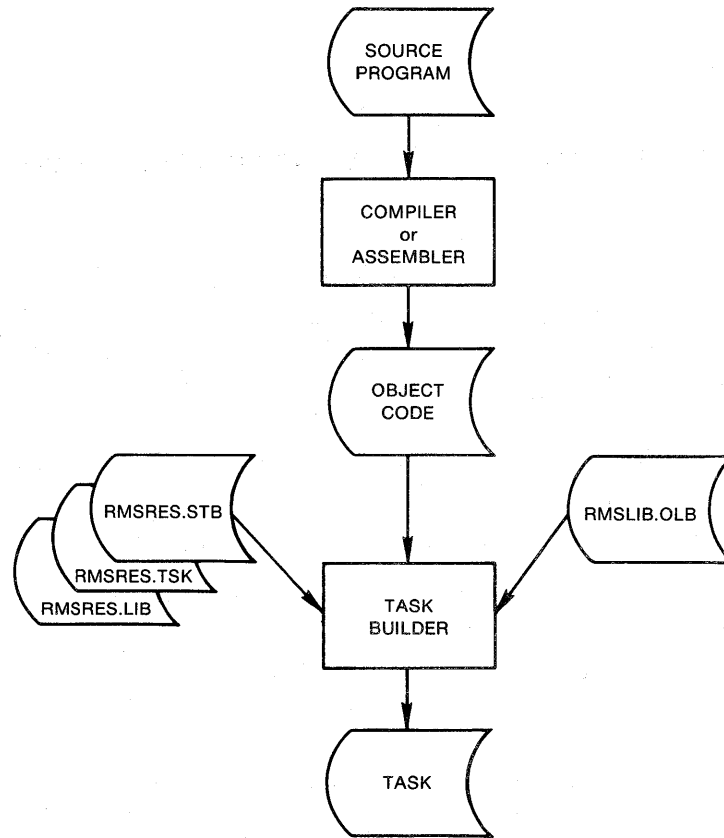 SOURCE
PROGRAM
COMPILER
or
ASSEMBLER
OBJECT
CODE
RMSRES.STB
RMSRES.TSK
RMSRES.LIB
RMSLIB.OLB
TASK
BUILDER
TASK